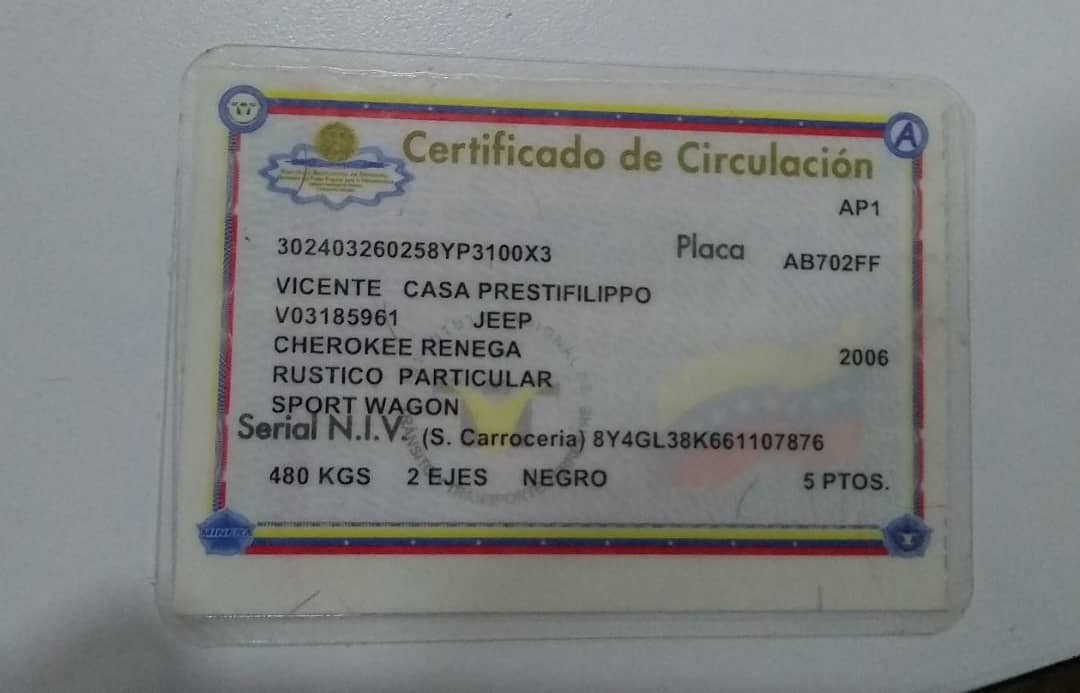 Certificado de Circulación
AP1
302403260258YP3100X3 Placa AB702FF
VICENTE CASA PRESTIFILIPPO
V03185961 JEEP
CHEROKEE RENEGA 2006
RUSTICO PARTICULAR
SPORT WAGON
Serial N.I.V. (S. Carroceria) 8Y4GL38K661107876
480 KGS 2 EJES NEGRO 5 PTOS.